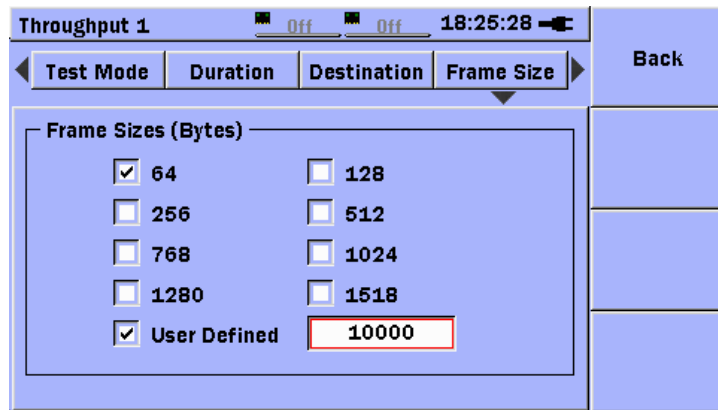 Throughput 1 Off Off 18:25:28
Back
Test Mode Duration Destination Frame Size
Frame Sizes (Bytes)
64 128
256 512
768 1024
1280 1518
User Defined 10000